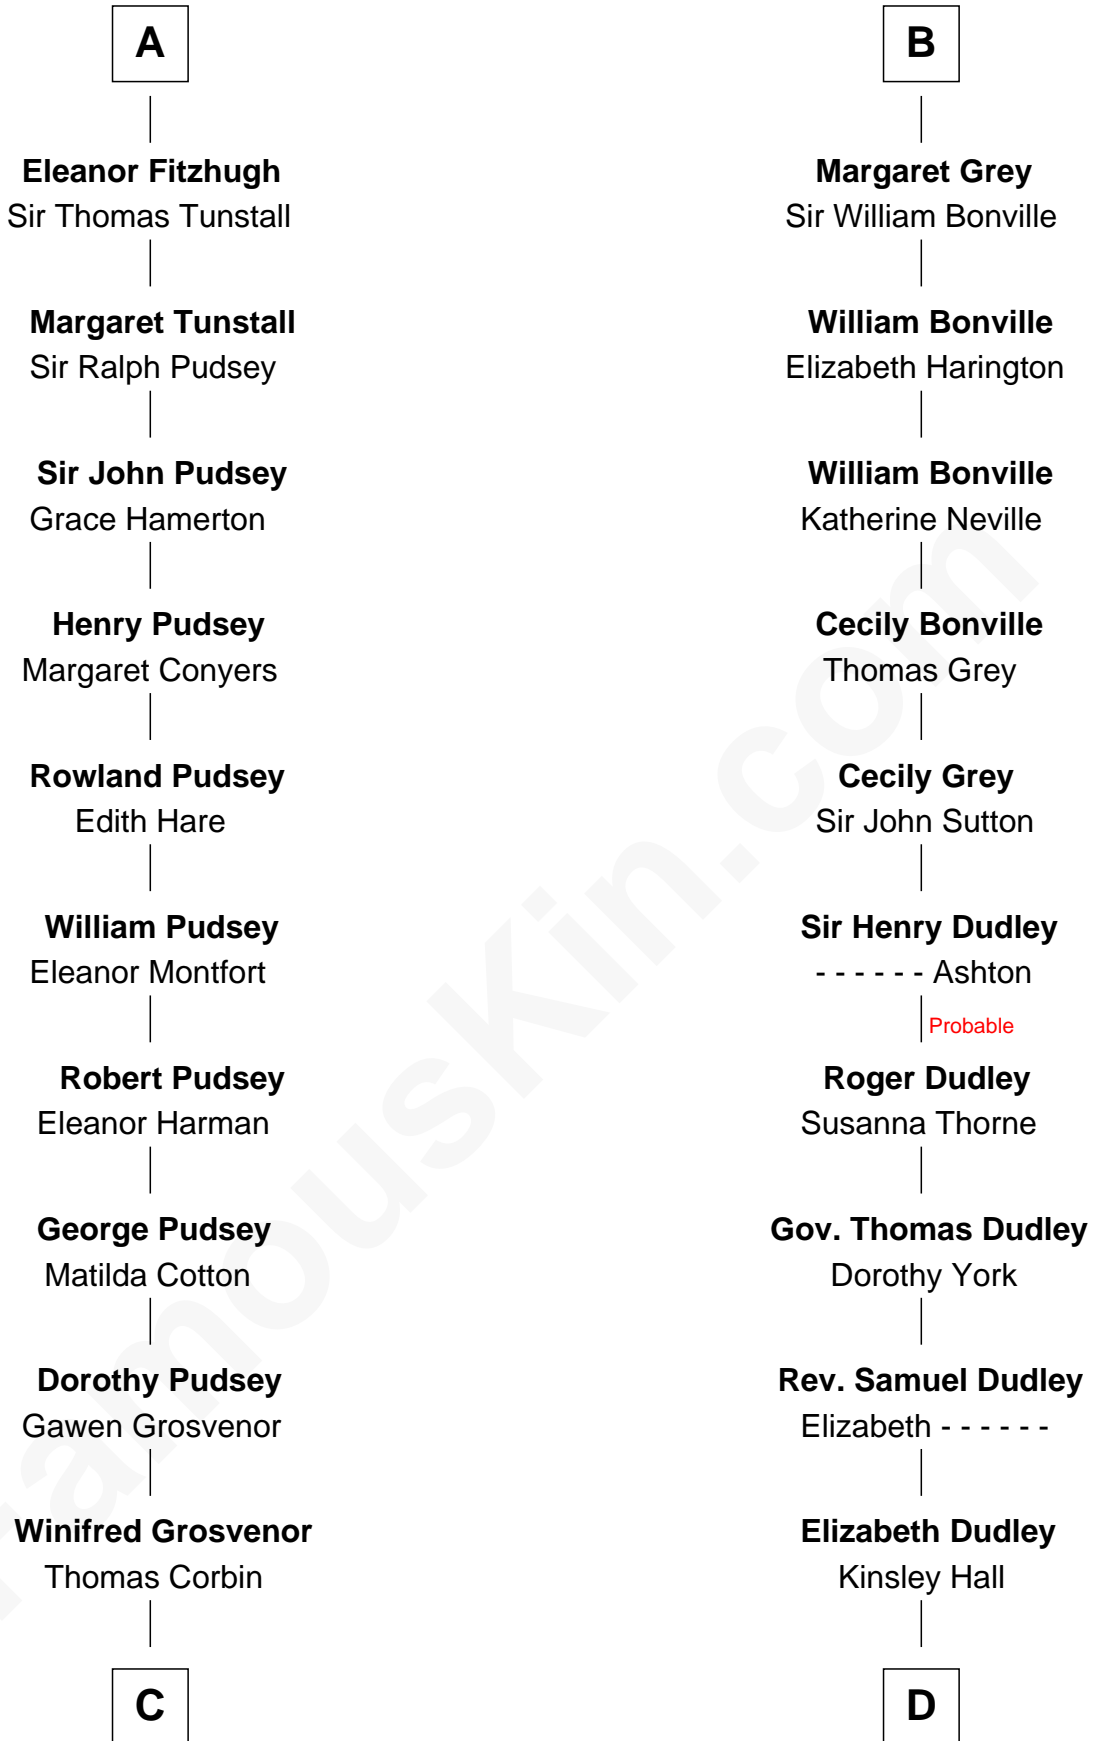 A
Eleanor Fitzhugh
Sir Thomas Tunstall
Margaret Tunstall
Sir Ralph Pudsey
Sir John Pudsey
Grace Hamerton
Henry Pudsey
Margaret Conyers
Rowland Pudsey
Edith Hare
William Pudsey
Eleanor Montfort
Robert Pudsey
Eleanor Harman
George Pudsey
Matilda Cotton
Dorothy Pudsey
Gawen Grosvenor
Winifred Grosvenor
Thomas Corbin
C
B
Margaret Grey
Sir William Bonville
William Bonville
Elizabeth Harington
William Bonville
Katherine Neville
Cecily Bonville
Thomas Grey
Cecily Grey
Sir John Sutton
Sir Henry Dudley
- - - - - - Ashton
Probable
Roger Dudley
Susanna Thorne
Gov. Thomas Dudley
Dorothy York
Rev. Samuel Dudley
Elizabeth - - - - - -
Elizabeth Dudley
Kinsley Hall
D
FamousKin.com